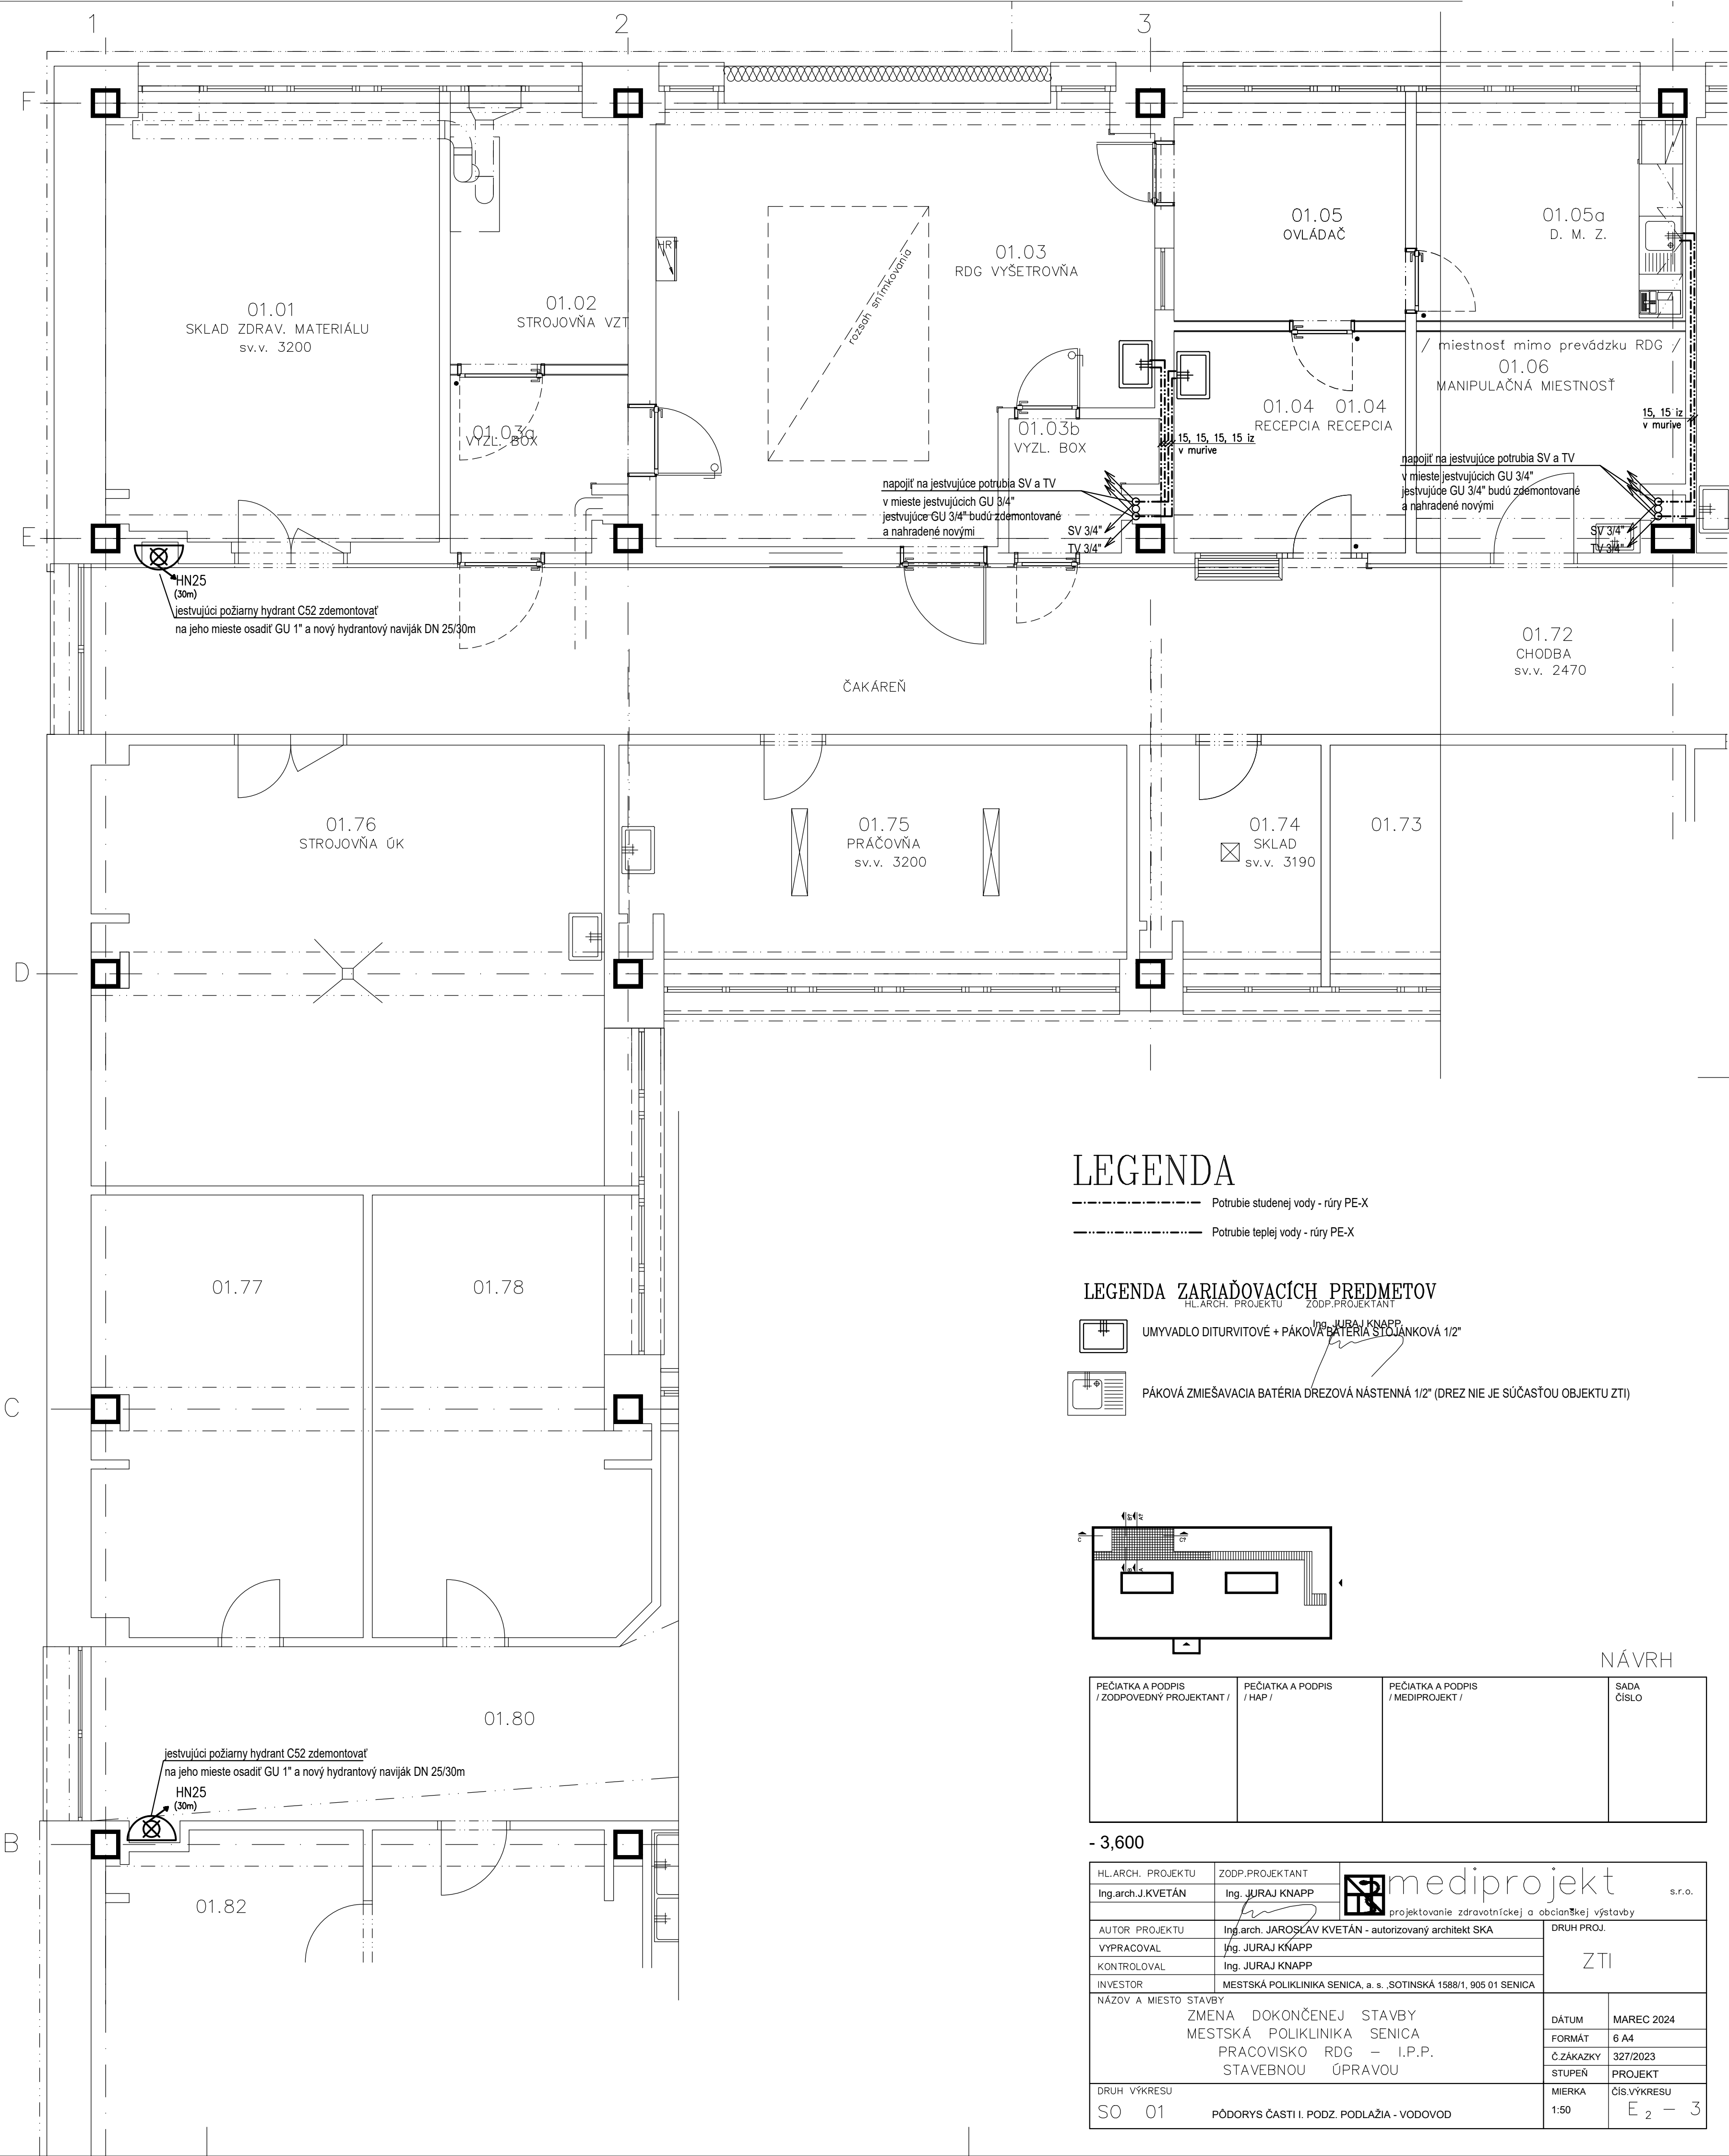 1
2
3
F
01.01
SKLAD ZDRAV. MATERIÁLU
sv.v. 3200
01.02
STROJOVŇA VZT
HRT
rozsah snímkovania
01.03
RDG VYŠETROVŇA
01.05
OVLÁDAČ
01.05a
D. M. Z.
/ miestnosť mimo prevádzku RDG /
01.06
MANIPULAČNÁ MIESTNOSŤ
15, 15 iz
v murive
01.03a
VYZL. BOX
01.03b
VYZL. BOX
15, 15, 15, 15 iz
v murive
01.04 01.04
RECEPCIA RECEPCIA
napojiť na jestvujúce potrubia SV a TV
v mieste jestvujúcich GU 3/4"
jestvujúce GU 3/4" budú zdemontované
a nahradené novými
SV 3/4"
TV 3/4"
napojiť na jestvujúce potrubia SV a TV
v mieste jestvujúcich GU 3/4"
jestvujúce GU 3/4" budú zdemontované
a nahradené novými
SV 3/4"
TV 3/4"
E
HN25
(30m)
jestvujúci požiarny hydrant C52 zdemontovať
na jeho mieste osadiť GU 1" a nový hydrantový naviják DN 25/30m
ČAKÁREŇ
01.72
CHODBA
sv.v. 2470
01.76
STROJOVŇA ÚK
01.75
PRÁČOVŇA
sv.v. 3200
01.74
SKLAD
sv.v. 3190
01.73
D
LEGENDA
Potrubie studenej vody - rúry PE-X
Potrubie teplej vody - rúry PE-X
01.77
01.78
LEGENDA ZARIAĎOVACÍCH PREDMETOV
HL.ARCH. PROJEKTU ZODP.PROJEKTANT
Ing. JURAJ KNAPP
UMYVADLO DITURVITOVÉ + PÁKOVÁ BATÉRIA STOJÁNKOVÁ 1/2"
PÁKOVÁ ZMIEŠAVACIA BATÉRIA DREZOVÁ NÁSTENNÁ 1/2" (DREZ NIE JE SÚČASŤOU OBJEKTU ZTI)
C
B
A
C
NÁVRH
PEČIATKA A PODPIS
/ ZODPOVEDNÝ PROJEKTANT /
PEČIATKA A PODPIS
/ HAP /
PEČIATKA A PODPIS
/ MEDIPROJEKT /
SADA
ČÍSLO
01.80
jestvujúci požiarny hydrant C52 zdemontovať
na jeho mieste osadiť GU 1" a nový hydrantový naviják DN 25/30m
HN25
(30m)
B
01.82
- 3,600
HL.ARCH. PROJEKTU
ZODP.PROJEKTANT
Ing.arch.J.KVETÁN
Ing. JURAJ KNAPP
mediprojekt s.r.o.
projektovanie zdravotníckej a občianskej výstavby
AUTOR PROJEKTU
Ing.arch. JAROSLAV KVETÁN - autorizovaný architekt SKA
VYPRACOVAL
Ing. JURAJ KNAPP
KONTROLOVAL
Ing. JURAJ KNAPP
INVESTOR
MESTSKÁ POLIKLINIKA SENICA, a. s. ,SOTINSKÁ 1588/1, 905 01 SENICA
DRUH PROJ.
ZTI
NÁZOV A MIESTO STAVBY
ZMENA DOKONČENEJ STAVBY
MESTSKÁ POLIKLINIKA SENICA
PRACOVISKO RDG – I.P.P.
STAVEBNOU ÚPRAVOU
DÁTUM MAREC 2024
FORMÁT 6 A4
Č.ZÁKAZKY 327/2023
STUPEŇ PROJEKT
DRUH VÝKRESU
SO 01 PÔDORYS ČASTI I. PODZ. PODLAŽIA - VODOVOD
MIERKA
1:50
ČÍS.VÝKRESU
E 2 – 3